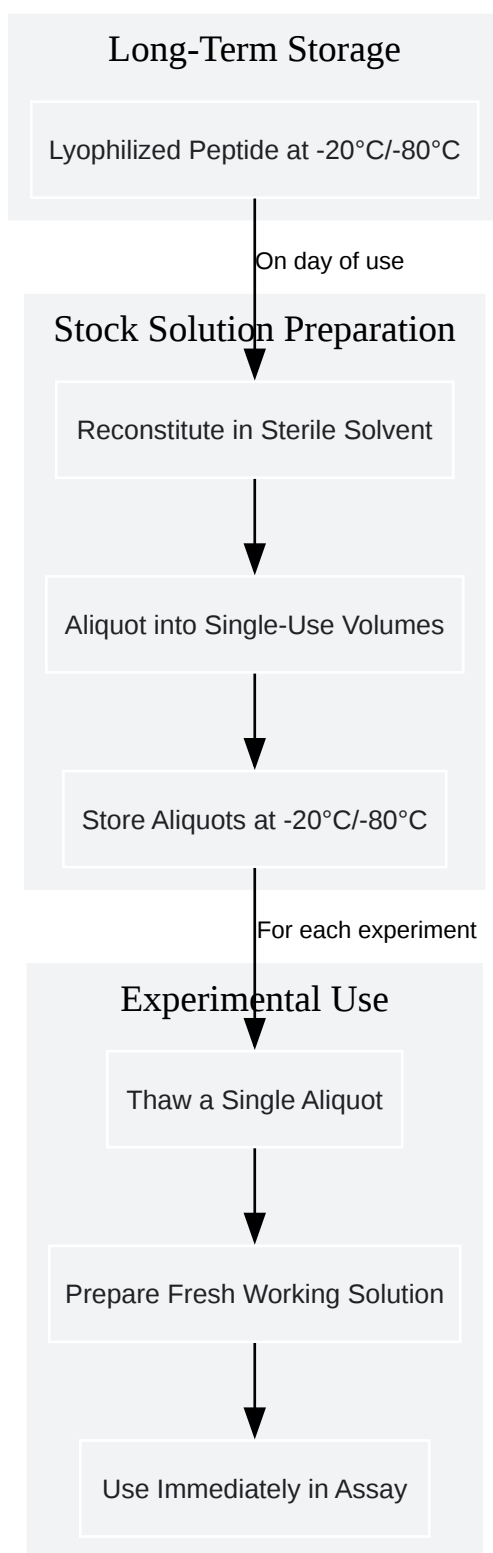 Long-Term Storage
Lyophilized Peptide at -20°C/-80°C
On day of use
Stock Solution Preparation
Reconstitute in Sterile Solvent
Aliquot into Single-Use Volumes
Store Aliquots at -20°C/-80°C
For each experiment
Experimental Use
Thaw a Single Aliquot
Prepare Fresh Working Solution
Use Immediately in Assay